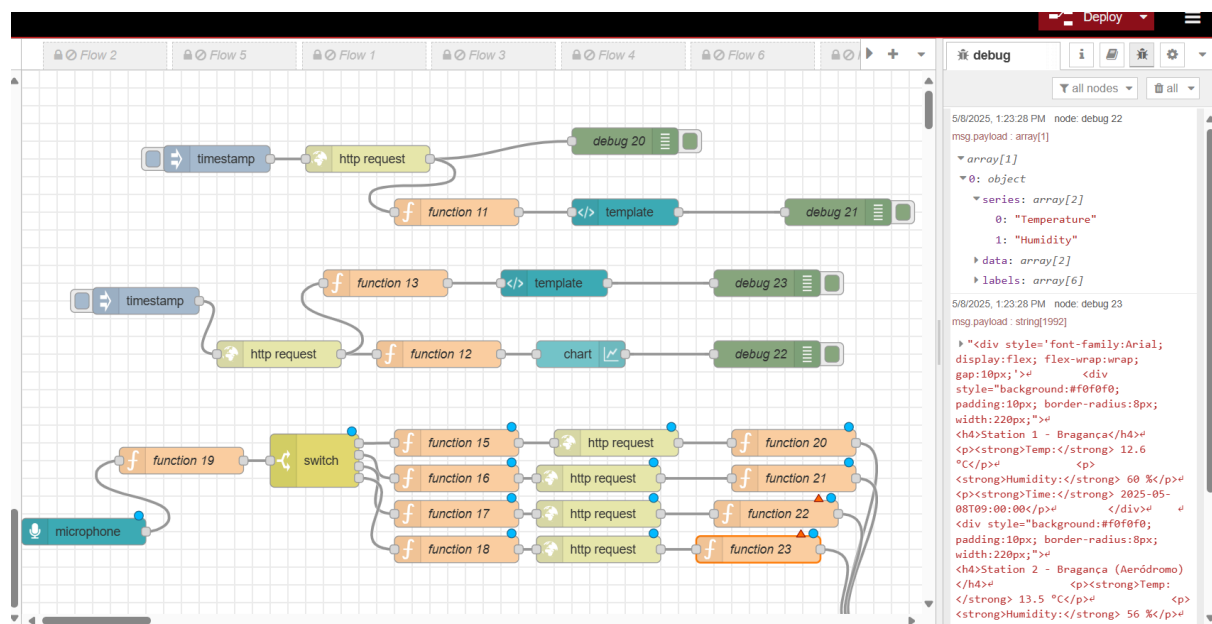 Deploy
Flow 2
Flow 5
Flow 1
Flow 3
Flow 4
Flow 6
debug
i
all nodes
all
timestamp
http request
debug 20
function 11
template
debug 21
timestamp
function 13
template
debug 23
http request
function 12
chart
debug 22
microphone
function 19
switch
function 15
http request
function 20
function 16
http request
function 21
function 17
http request
function 22
function 18
http request
function 23
5/8/2025, 1:23:28 PM node: debug 22
msg.payload : array[1]
array[1]
0: object
series: array[2]
0: "Temperature"
1: "Humidity"
data: array[2]
labels: array[6]
5/8/2025, 1:23:28 PM node: debug 23
msg.payload : string[1992]
"<div style='font-family:Arial;
display:flex; flex-wrap:wrap;
gap:10px;'>↵ <div
style="background:#f0f0f0;
padding:10px; border-radius:8px;
width:220px;">↵
<h4>Station 1 - Bragança</h4>↵
<p><strong>Temp:</strong> 12.6
°C</p>↵ <p>
<strong>Humidity:</strong> 60 %</p>↵
<p><strong>Time:</strong> 2025-05-
08T09:00:00</p>↵ </div>↵ ↵
<div style="background:#f0f0f0;
padding:10px; border-radius:8px;
width:220px;">↵
<h4>Station 2 - Bragança (Aeródromo)
</h4>↵ <p><strong>Temp:
</strong> 13.5 °C</p>↵ <p>
<strong>Humidity:</strong> 56 %</p>↵